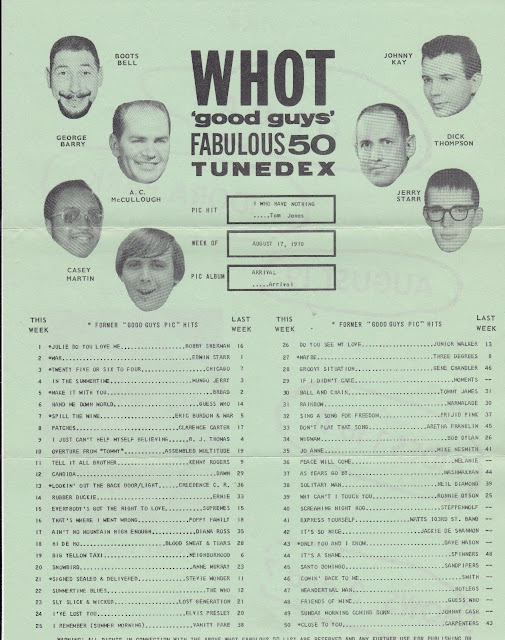 BOOTS
BELL
JOHNNY
KAY
WHOT
'good guys'
FABULOUS 50
TUNEDEX
GEORGE
BARRY
DICK
THOMPSON
A. C.
McCULLOUGH
JERRY
STARR
CASEY
MARTIN
PIC HIT
I WHO HAVE NOTHING
.....Tom Jones
WEEK OF
AUGUST 17, 1970
PIC ALBUM
ARRIVAL
.....Arrival
THIS
WEEK
* FORMER "GOOD GUYS PIC" HITS
LAST
WEEK
1 *JULIE DO YOU LOVE ME BOBBY SHERMAN 16
2 *WAR EDWIN STARR 1
3 *TWENTY FIVE OR SIX TO FOUR CHICAGO 7
4 IN THE SUMMERTIME MUNGO JERRY 3
5 *MAKE IT WITH YOU BREAD 2
6 HAND ME DOWN WORLD GUESS WHO 14
7 *SPILL THE WINE ERIC BURDON & WAR 5
8 PATCHES CLARENCE CARTER 17
9 I JUST CAN'T HELP MYSELF BELIEVING B. J. THOMAS 4
10 OVERTURE FROM "TOMMY" ASSEMBLED MULTITUDE 19
11 TELL IT ALL BROTHER KENNY ROGERS 9
12 CANDIDA DAWN 29
13 *LOOKIN' OUT THE BACK DOOR/LIGHT CREEDENCE C. R. 36
14 RUBBER DUCKIE ERNIE 33
15 EVERYBODY'S GOT THE RIGHT TO LOVE SUPREMES 15
16 THAT'S WHERE I WENT WRONG POPPY FAMILY 18
17 AIN'T NO MOUNTAIN HIGH ENOUGH DIANA ROSS 35
18 HI DE HO BLOOD SWEAT & TEARS 20
19 BIG YELLOW TAXI NEIGHBORHOOD 6
20 SNOWBIRD ANNE MURRAY 23
21 *SIGNED SEALED & DELIVERED STEVIE WONDER 11
22 SUMMERTIME BLUES THE WHO 12
23 SLY SLICK & WICKED LOST GENERATION 21
24 I'VE LOST YOU ELVIS PRESLEY 20
25 I REMEMBER (SUMMER MORNING) VANITY FARE 38
THIS
WEEK
* FORMER "GOOD GUYS PIC" HITS
LAST
WEEK
26 DO YOU SEE MY LOVE JUNIOR WALKER 13
27 *MAYBE THREE DEGREES 8
28 GROOVY SITUATION GENE CHANDLER 46
29 IF I DIDN'T CARE MOMENTS --
30 BALL AND CHAIN TOMMY JAMES 31
31 RAINBOW MARMALADE 30
32 SING A SONG FOR FREEDOM FRIJID PINK 37
33 DON'T PLAY THAT SONG ARETHA FRANKLIN 45
34 WIGWAM BOB DYLAN 26
35 JO ANNE MIKE NESMITH 41
36 PEACE WILL COME MELANIE --
37 AS YEARS GO BY MASHMAKHAN 44
38 SOLITARY MAN NEIL DIAMOND 39
39 WHY CAN'T I TOUCH YOU RONNIE DYSON 25
40 SCREAMING NIGHT HOG STEPPENWOLF --
41 EXPRESS YOURSELF WATTS 103RD ST. BAND --
42 IT'S SO NICE JACKIE DE SHANNON --
43 *ONLY YOU AND I KNOW DAVE MASON --
44 IT'S A SHAME SPINNERS 48
45 SANTO DOMINGO SANDPIPERS --
46 COMIN' BACK TO ME SMITH --
47 NEANDERTHAL MAN HOTLEGS --
48 FRIENDS OF MINE GUESS WHO --
49 SUNDAY MORNING COMING DOWN JOHNNY CASH --
50 *CLOSE TO YOU CARPENTERS 43